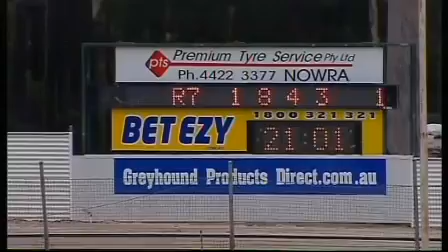 pts Premium Tyre Service Pty Ltd
Ph.4422 3377 NOWRA
R7 1 8 4 3 1
BET EZY 1800 321 321
21:01
Greyhound Products Direct.com.au